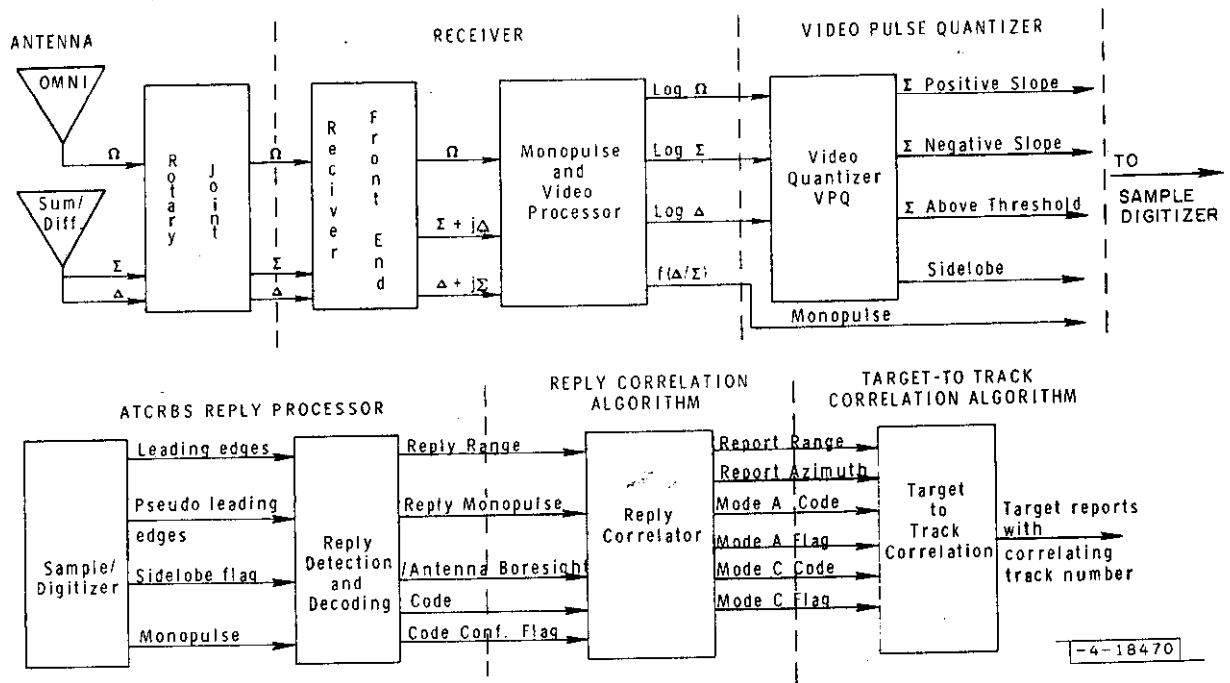 ANTENNA
RECEIVER
VIDEO PULSE QUANTIZER
OMNI
Ω
Sum/
Diff.
Σ
Δ
Rotary
Joint
Ω
Σ
Δ
Reciver
Front End
Ω
Σ + jΔ
Δ + jΣ
Monopulse
and
Video
Processor
Log Ω
Log Σ
Log Δ
f(Δ/Σ)
Video
Quantizer
VPQ
Σ Positive Slope
Σ Negative Slope
Σ Above Threshold
Sidelobe
Monopulse
TO
SAMPLE
DIGITIZER
ATCRBS REPLY PROCESSOR
REPLY CORRELATION
ALGORITHM
TARGET-TO TRACK
CORRELATION ALGORITHM
Sample/
Digitizer
Leading edges
Pseudo leading
edges
Sidelobe flag
Monopulse
Reply
Detection
and
Decoding
Reply Range
Reply Monopulse
/Antenna Boresight
Code
Code Conf. Flag
Reply
Correlator
Report Range
Report Azimuth
Mode A Code
Mode A Flag
Mode C Code
Mode C Flag
Target
to
Track
Correlation
Target reports
with
correlating
track number
-4-18470